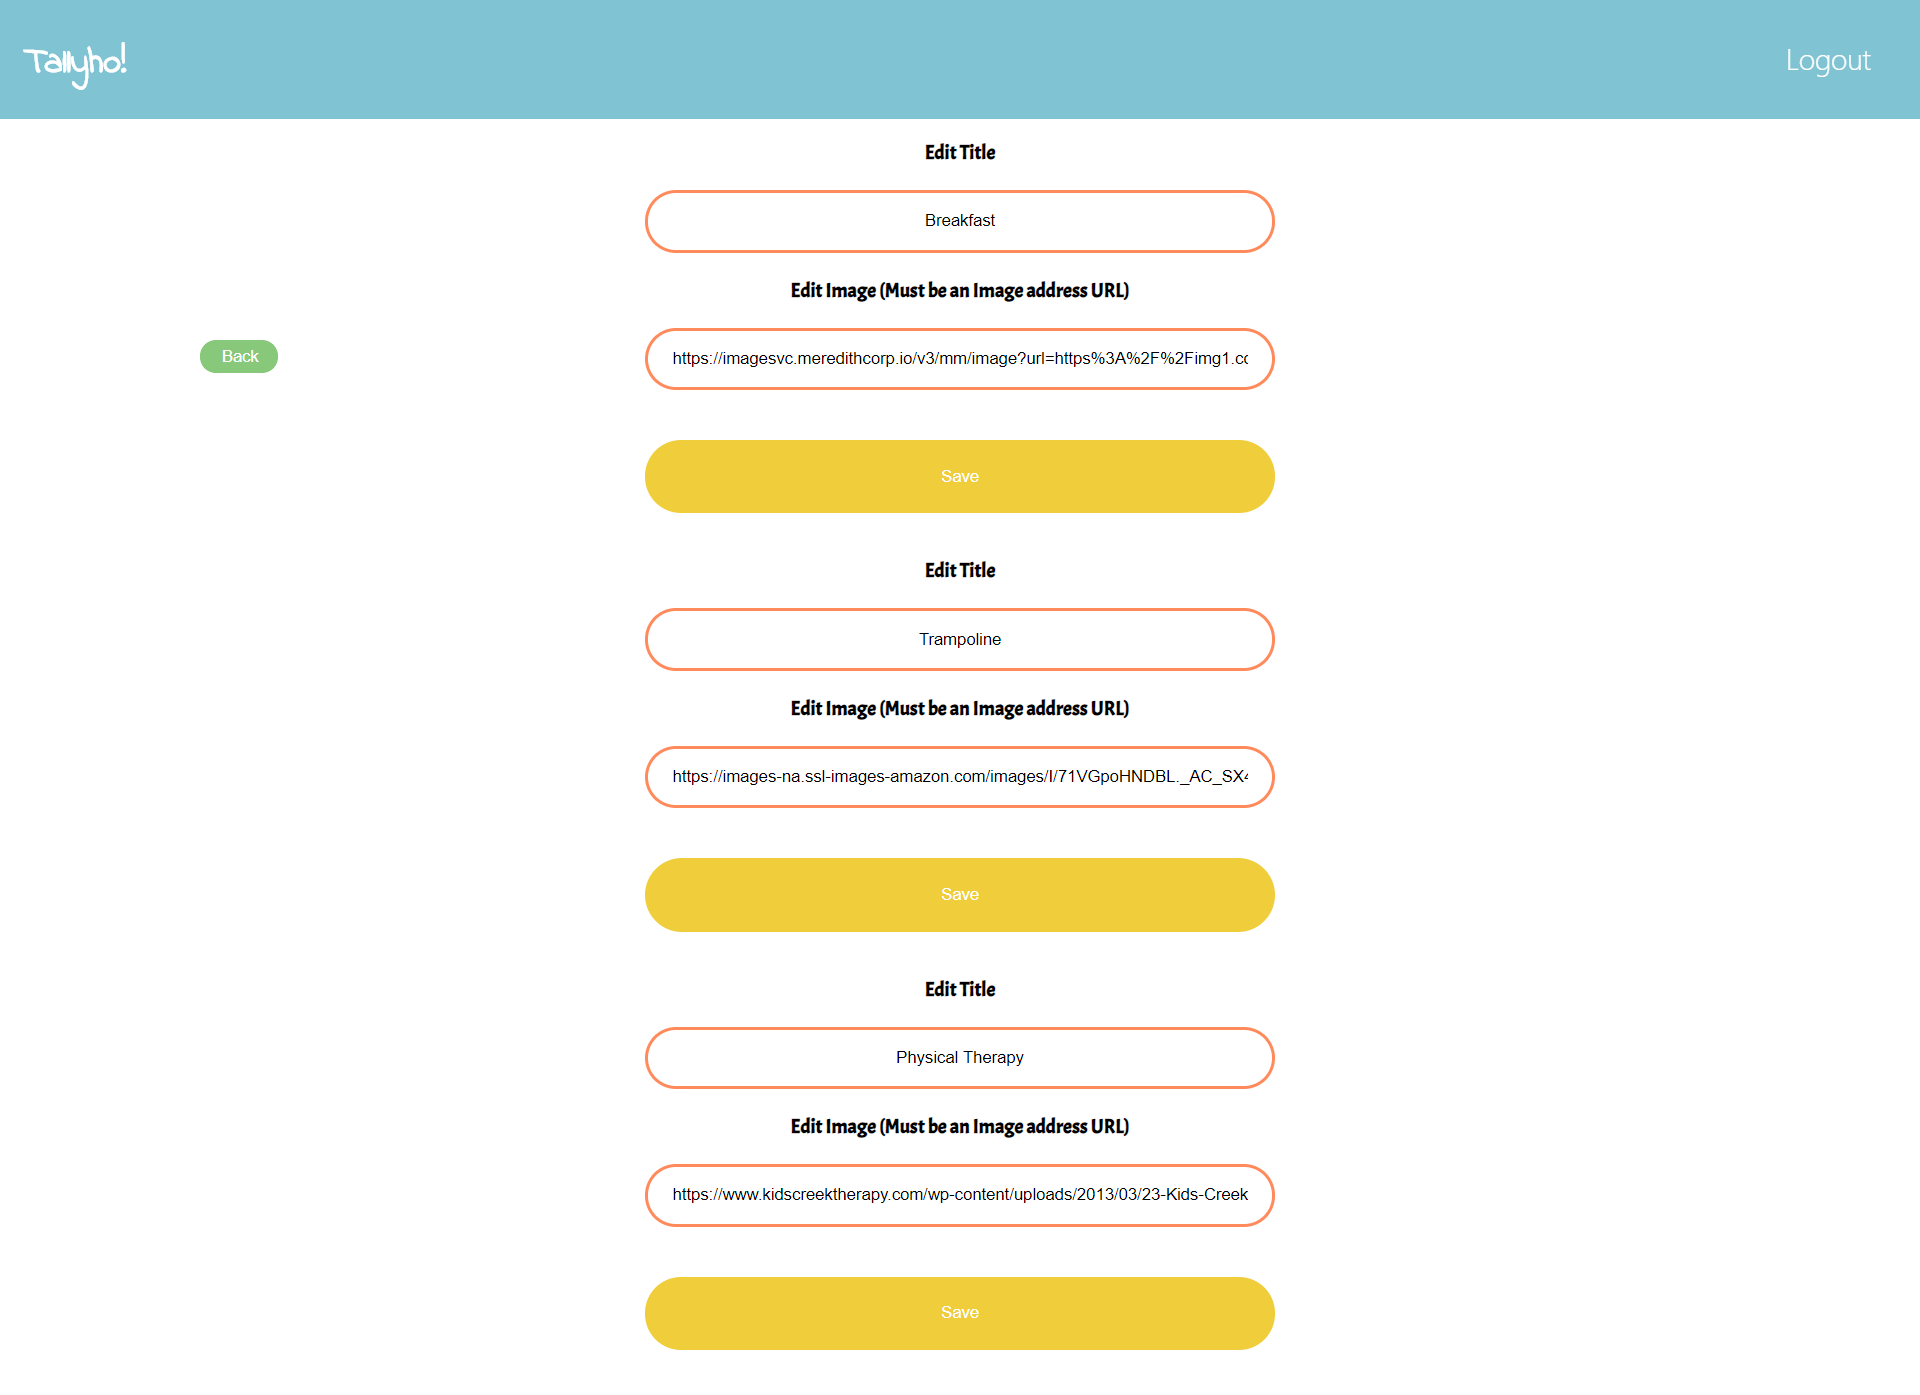 Tallyho!
Logout
Edit Title
Breakfast
Edit Image (Must be an Image address URL)
Back
https://imagesvc.meredithcorp.io/v3/mm/image?url=https%3A%2F%2Fimg1.co
Save
Edit Title
Trampoline
Edit Image (Must be an Image address URL)
https://images-na.ssl-images-amazon.com/images/I/71VGpoHNDBL._AC_SX4
Save
Edit Title
Physical Therapy
Edit Image (Must be an Image address URL)
https://www.kidscreektherapy.com/wp-content/uploads/2013/03/23-Kids-Creek
Save